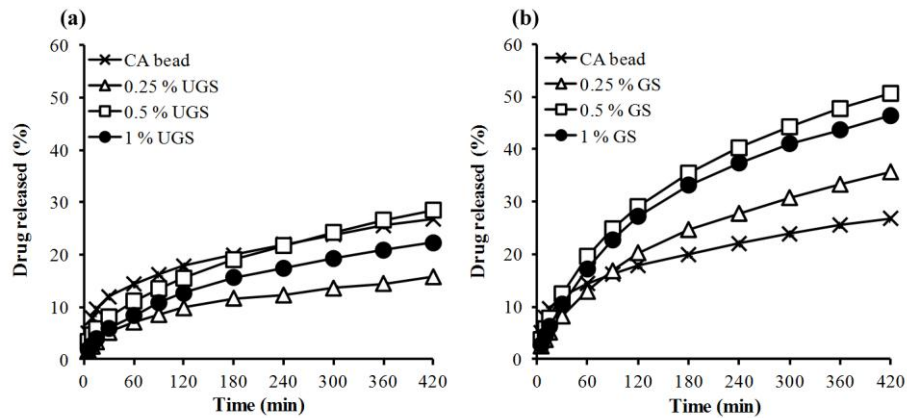 (a)
60
50
40
30
20
10
0
Drug released (%)
CA bead
0.25 % UGS
0.5 % UGS
1 % UGS
0 60 120 180 240 300 360 420
Time (min)
(b)
60
50
40
30
20
10
0
Drug released (%)
CA bead
0.25 % GS
0.5 % GS
1 % GS
0 60 120 180 240 300 360 420
Time (min)